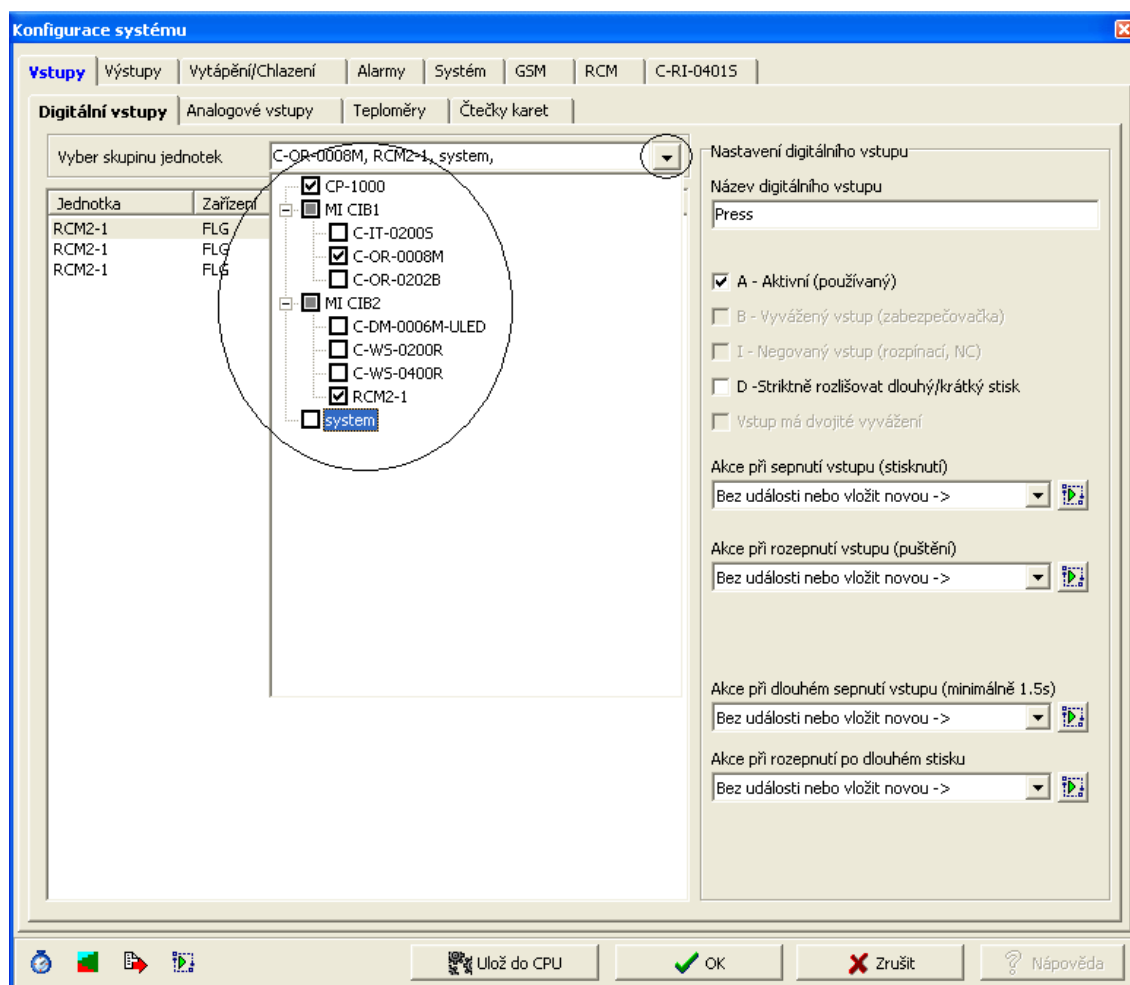 Konfigurace systému
Vstupy Výstupy Vytápění/Chlazení Alarmy Systém GSM RCM C-RI-0401S
Digitální vstupy Analogové vstupy Teploměry Čtečky karet
Vyber skupinu jednotek C-OR-0008M, RCM2-1, system,
Jednotka Zařízení
RCM2-1 FLG
RCM2-1 FLG
RCM2-1 FLG
CP-1000
MI CIB1
C-IT-0200S
C-OR-0008M
C-OR-0202B
MI CIB2
C-DM-0006M-ULED
C-WS-0200R
C-WS-0400R
RCM2-1
system
Nastavení digitálního vstupu
Název digitálního vstupu
Press
A - Aktivní (používaný)
B - Vyvážený vstup (zabezpečovačka)
I - Negovaný vstup (rozpínací, NC)
D -Striktně rozlišovat dlouhý/krátký stisk
Vstup má dvojité vyvážení
Akce při sepnutí vstupu (stisknutí)
Bez události nebo vložit novou ->
Akce při rozepnutí vstupu (puštění)
Bez události nebo vložit novou ->
Akce při dlouhém sepnutí vstupu (minimálně 1.5s)
Bez události nebo vložit novou ->
Akce při rozepnutí po dlouhém stisku
Bez události nebo vložit novou ->
Ulož do CPU OK Zrušit Nápověda